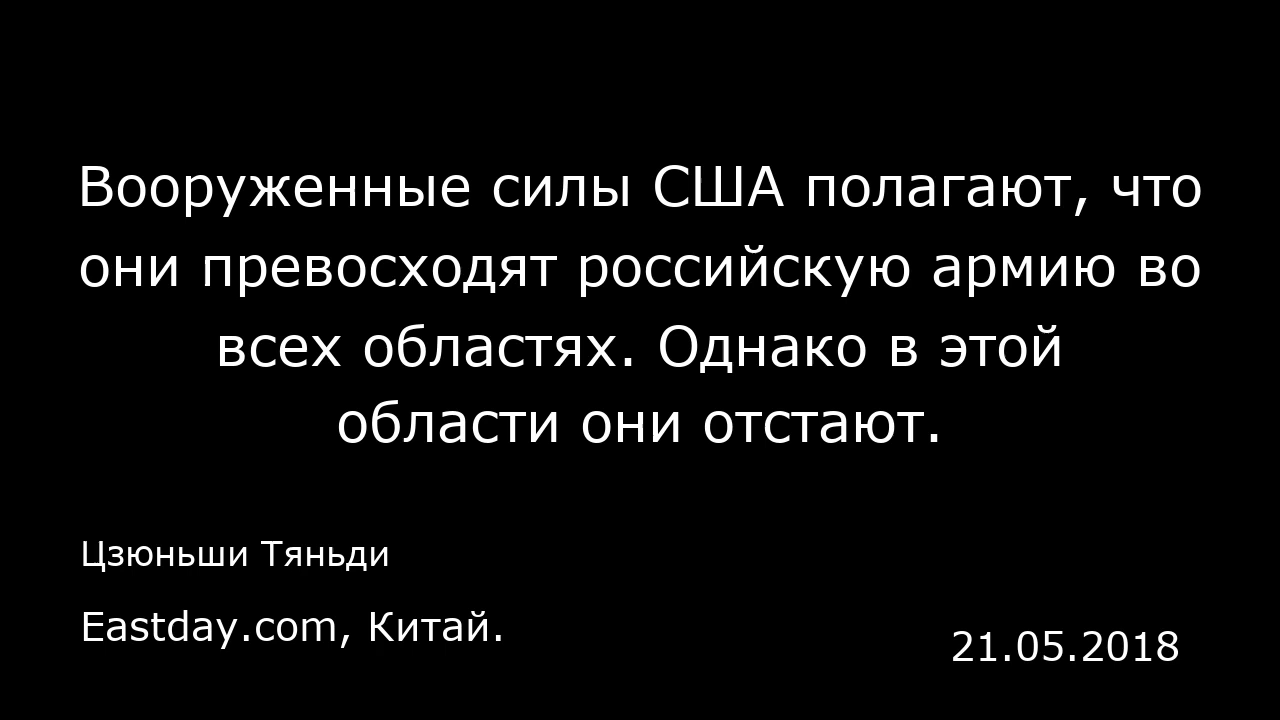 Вооруженные силы США полагают, что
они превосходят российскую армию во
всех областях. Однако в этой
области они отстают.
Цзюньши Тяньди
Eastday.com, Китай.
21.05.2018